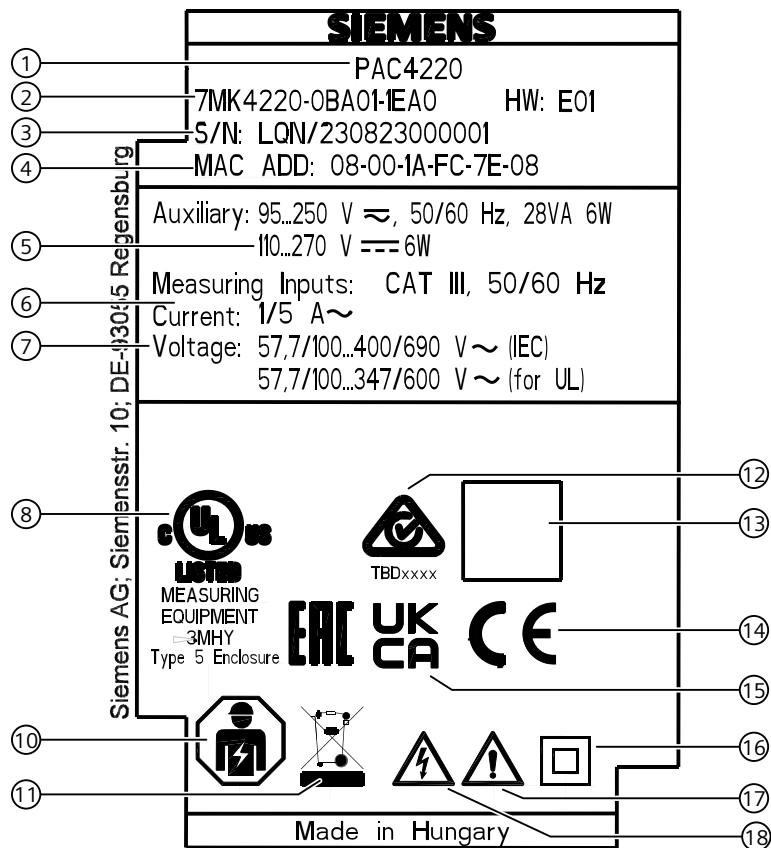 SIEMENS
1 PAC4220
2 7MK4220-0BA01-1EA0 HW: E01
3 S/N: LQN/230823000001
4 MAC ADD: 08-00-1A-FC-7E-08
Siemens AG; Siemensstr. 10; DE-93055 Regensburg
Auxiliary: 95...250 V ⏦, 50/60 Hz, 28VA 6W
5 110...270 V ⎓ 6W
Measuring Inputs: CAT III, 50/60 Hz
6
Current: 1/5 A~
7 Voltage: 57,7/100...400/690 V ~ (IEC)
57,7/100...347/600 V ~ (for UL)
12
8 C UL US
LISTED
13
TBDxxxx
MEASURING
EQUIPMENT
3MHY
Type 5 Enclosure
EAC
UK
CA
CE
14
15
10
11
16
17
18
Made in Hungary